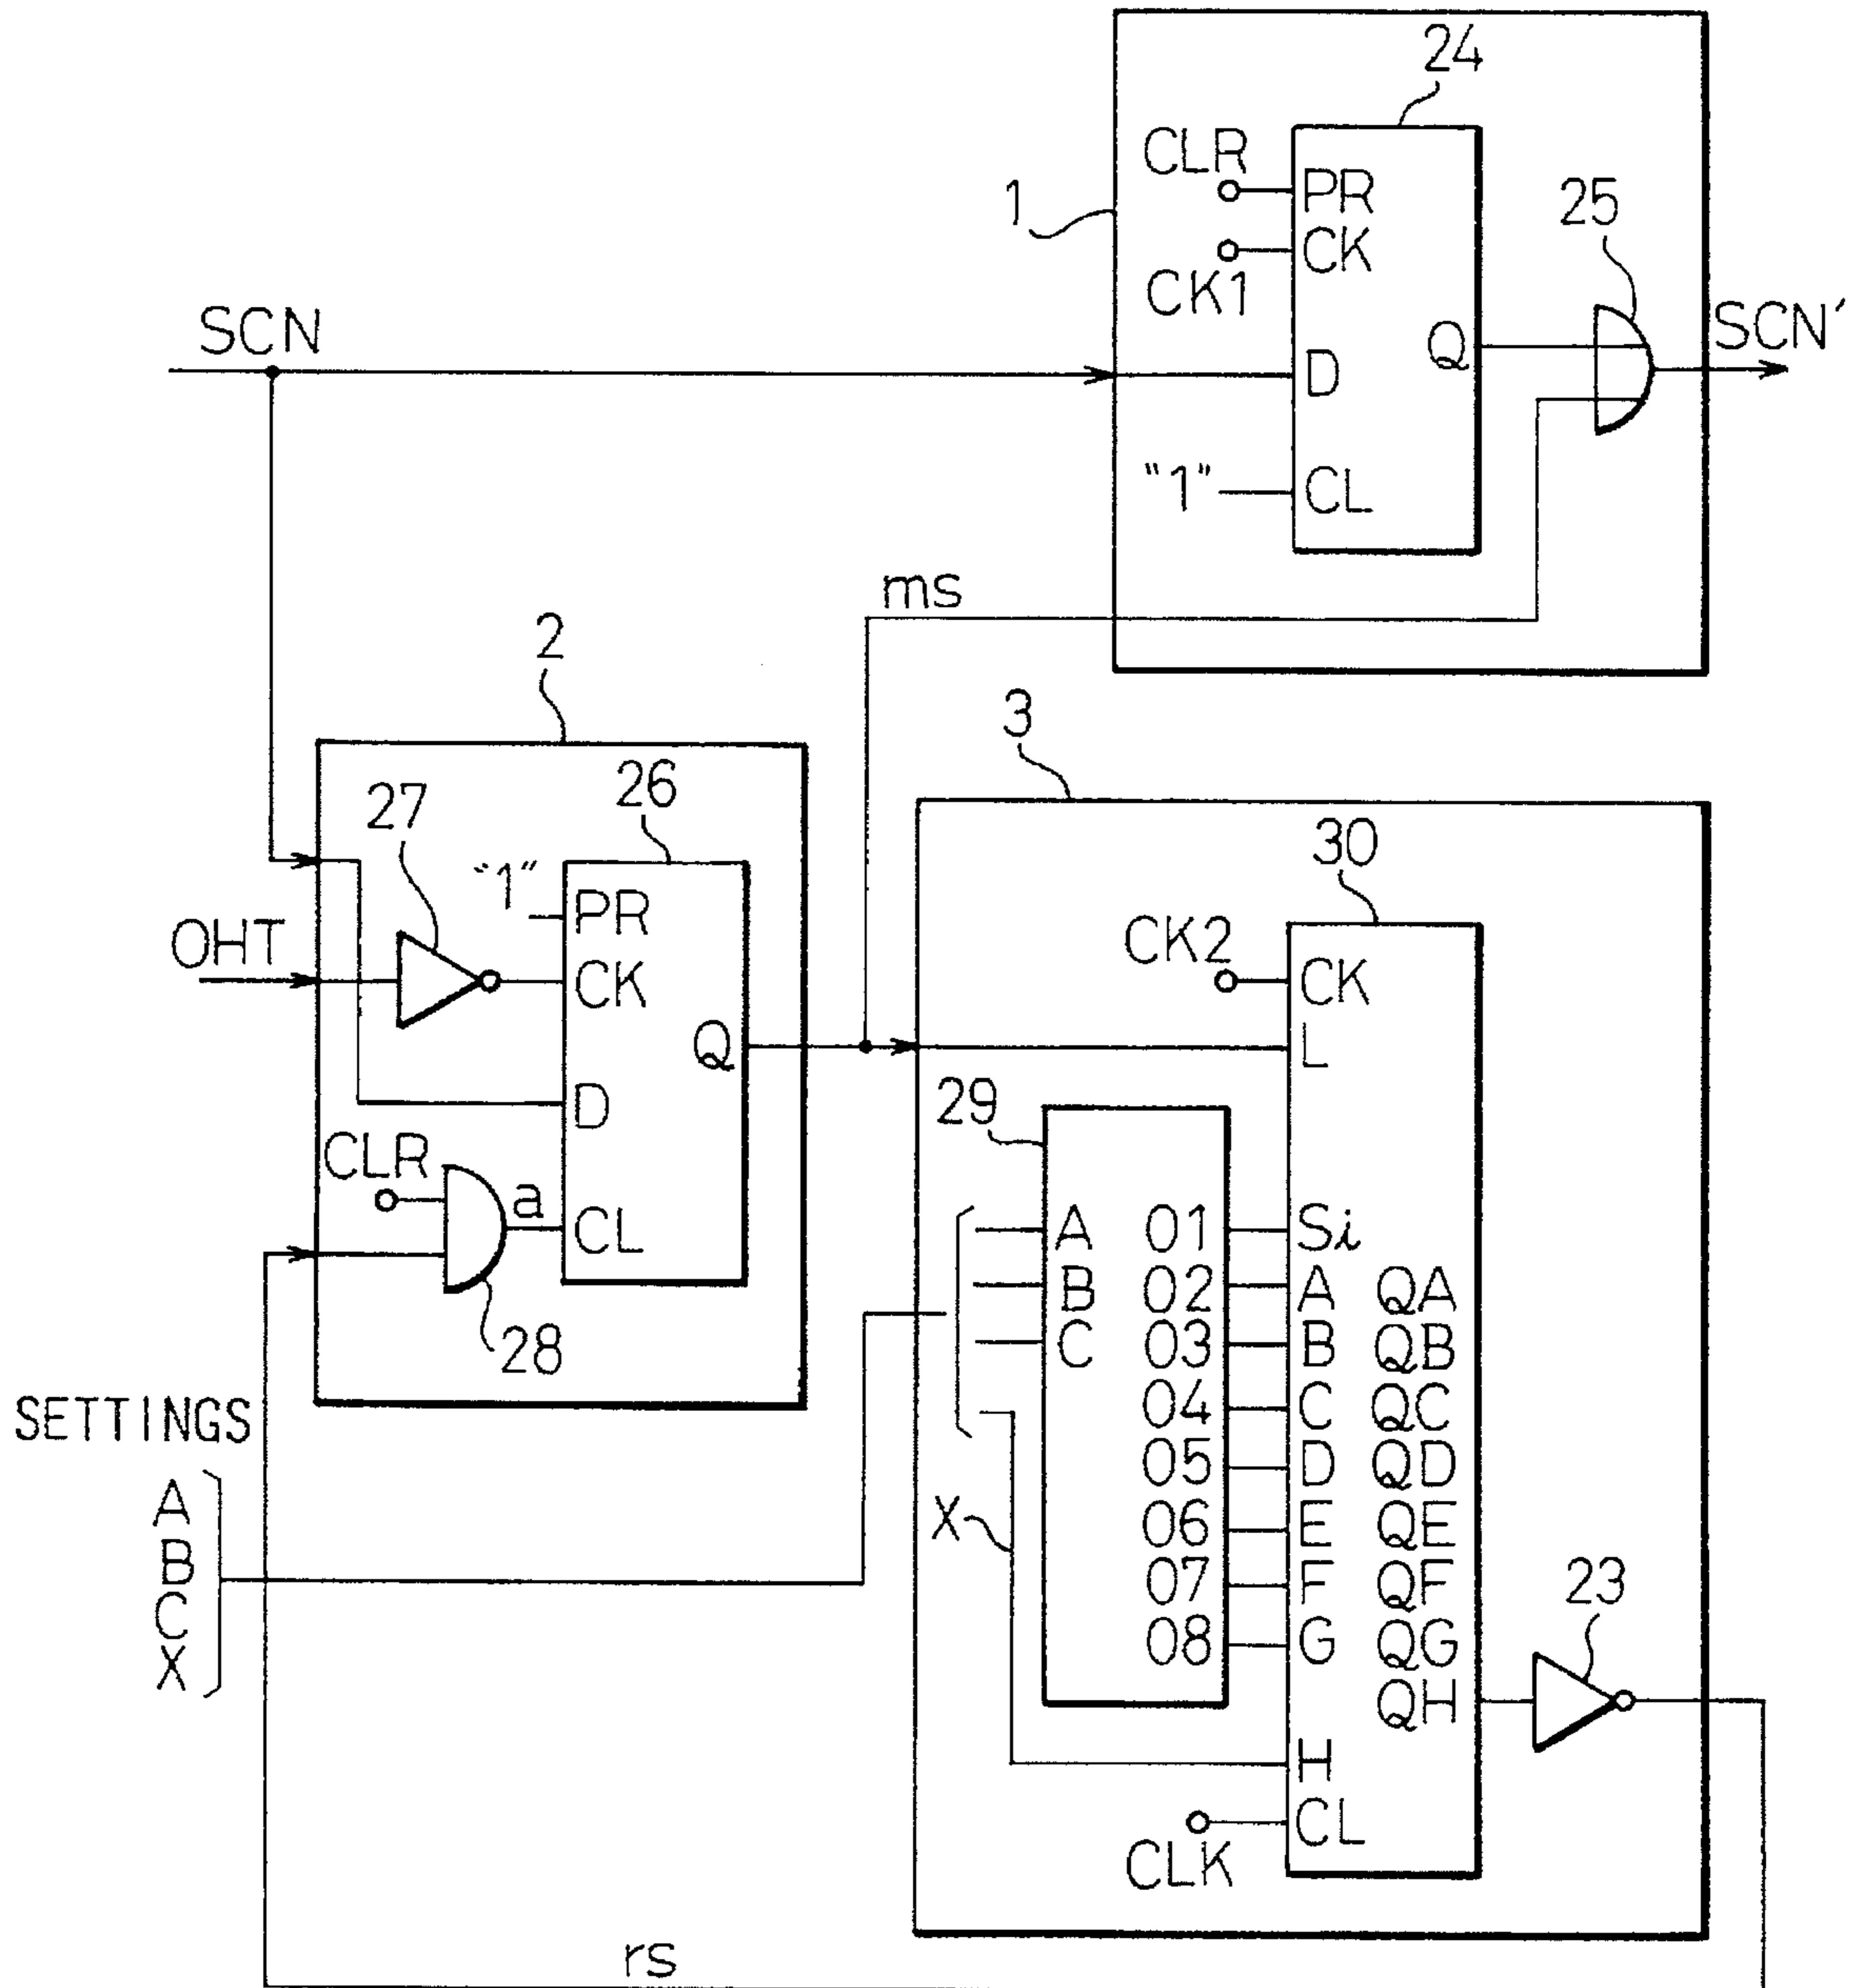 24
CLR
PR
1
25
CK
CK1
SCN
SCN′
Q
D
"1"
CL
ms
2
3
26
27
30
"1"
PR
CK2
OHT
CK
CK
Q
L
D
29
CLR
a
CL
A
01
Si
B
02
A
QA
C
03
B
QB
28
04
C
QC
SETTINGS
05
D
QD
A
X
06
E
QE
B
07
F
QF
23
C
08
G
QG
X
QH
H
CL
CLK
rs